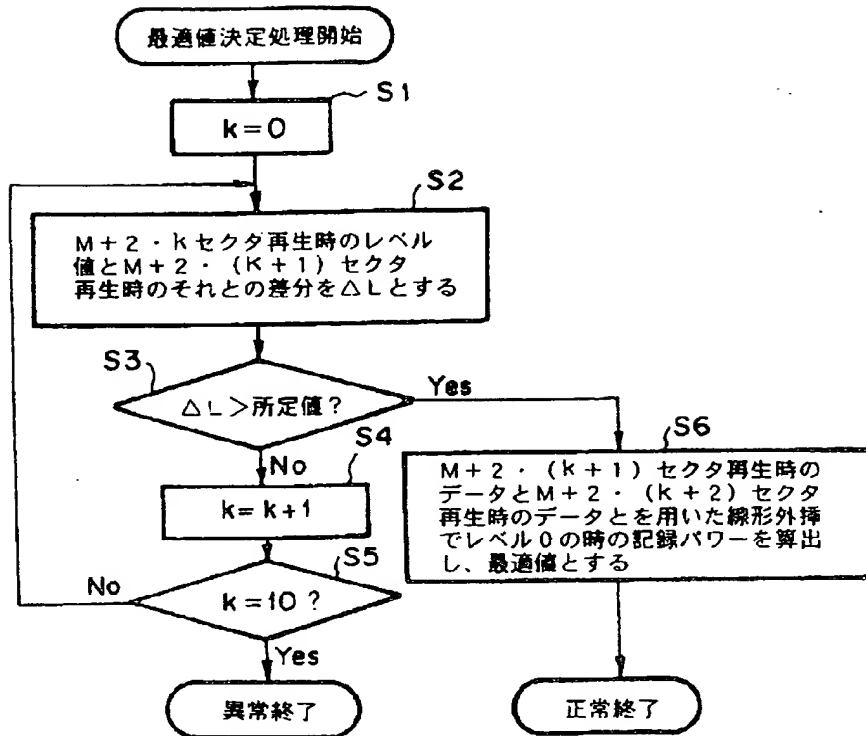 最適値決定処理開始
S1
k=0
S2
M+2・kセクタ再生時のレベル
値とM+2・(K+1)セクタ
再生時のそれとの差分を△Lとする
S3
△L>所定値?
Yes
No
S4
k=k+1
S5
k=10?
No
Yes
異常終了
S6
M+2・(k+1)セクタ再生時の
データとM+2・(k+2)セクタ
再生時のデータとを用いた線形外挿
でレベル0の時の記録パワーを算出
し、最適値とする
正常終了